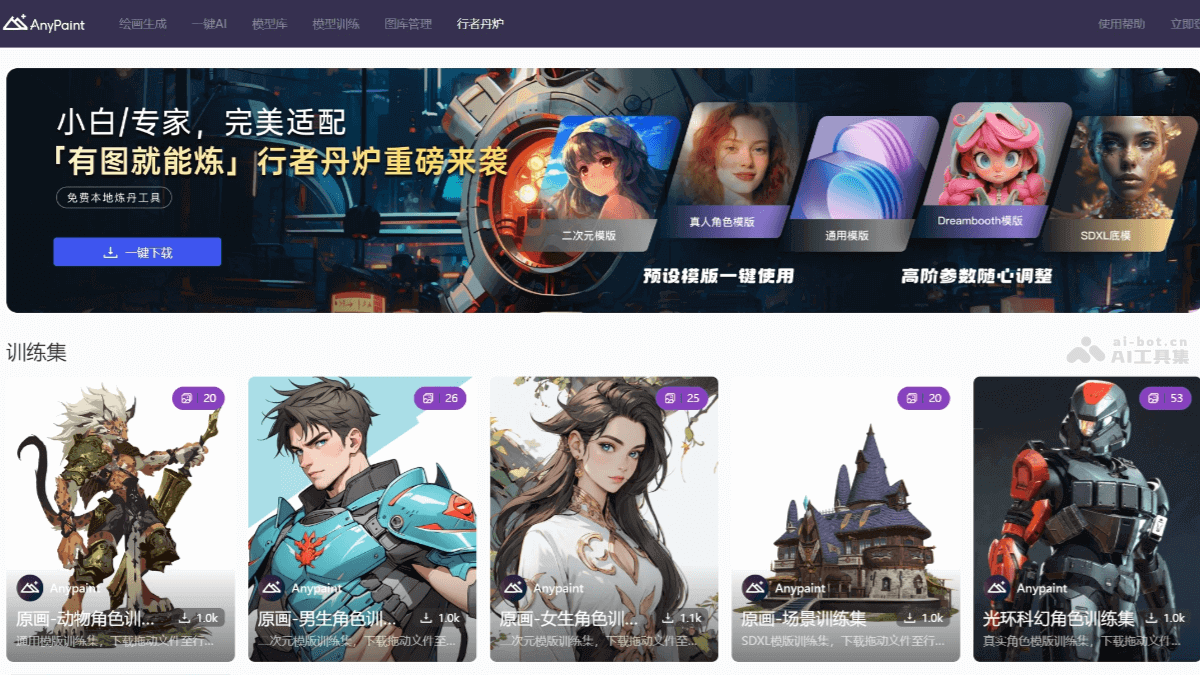 AnyPaint 绘画生成 一键AI 模型库 模型训练 图库管理 行者丹炉 使用帮助 立即
小白/专家，完美适配
「有图就能炼」行者丹炉重磅来袭
免费本地炼丹工具
一键下载
二次元模版
真人角色模版
通用模版
Dreambooth模版
SDXL底模
预设模版一键使用
高阶参数随心调整
训练集
ai-bot.cn
AI工具集
20
Anypaint
原画-动物角色训... 1.0k
通用模版训练集，下载拖动文件至行...
26
Anypaint
原画-男生角色训... 1.0k
二次元模版训练集，下载拖动文件至...
25
Anypaint
原画-女生角色训... 1.1k
二次元模版训练集，下载拖动文件至...
20
Anypaint
原画-场景训练集 1.0k
SDXL模版训练集，下载拖动文件至行...
53
Anypaint
光环科幻角色训练集 1.0k
真实角色模版训练集，下载拖动文件...